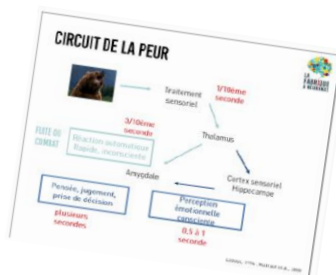 CIRCUIT DE LA PEUR
LA
FABRIQUE
À NEURONES
Traitement
sensoriel
1/10ème
seconde
3/10ème
seconde
Thalamus
FUITE OU
COMBAT
Réaction automatique
Rapide, inconsciente
Amygdale
Cortex sensoriel
Hippocampe
Pensée, jugement,
prise de décision
Perception
émotionnelle
consciente
plusieurs
secondes
0,5 à 1
seconde